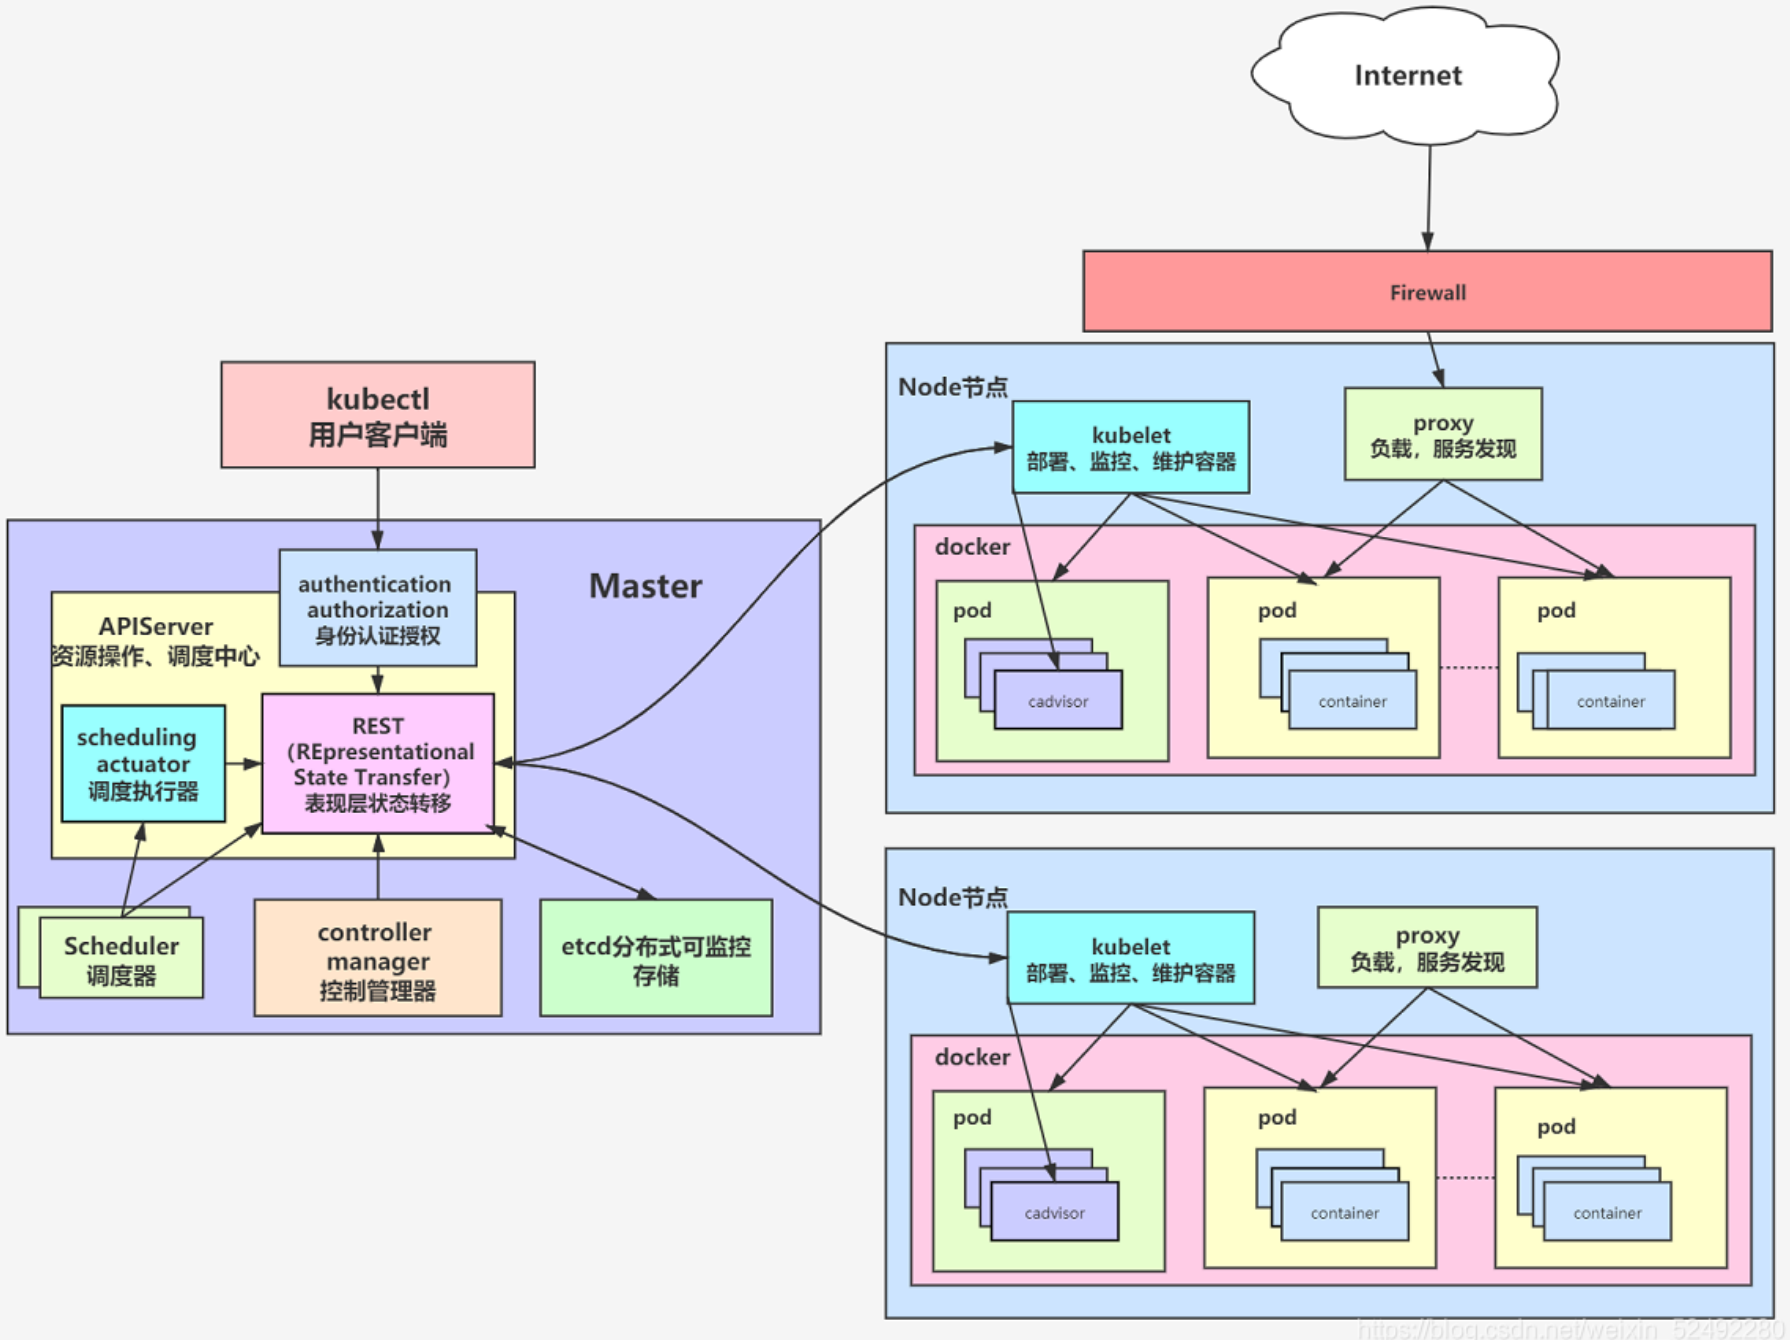 Internet
Firewall
kubectl
用户客户端
Master
authentication
authorization
身份认证授权
APIServer
资源操作、调度中心
scheduling
actuator
调度执行器
REST
（REpresentational
State Transfer）
表现层状态转移
Scheduler
调度器
controller
manager
控制管理器
etcd分布式可监控
存储
Node节点
kubelet
部署、监控、维护容器
proxy
负载，服务发现
docker
pod
cadvisor
pod
container
pod
container
Node节点
kubelet
部署、监控、维护容器
proxy
负载，服务发现
docker
pod
cadvisor
pod
container
pod
container
https://blog.csdn.net/weixin_52492280